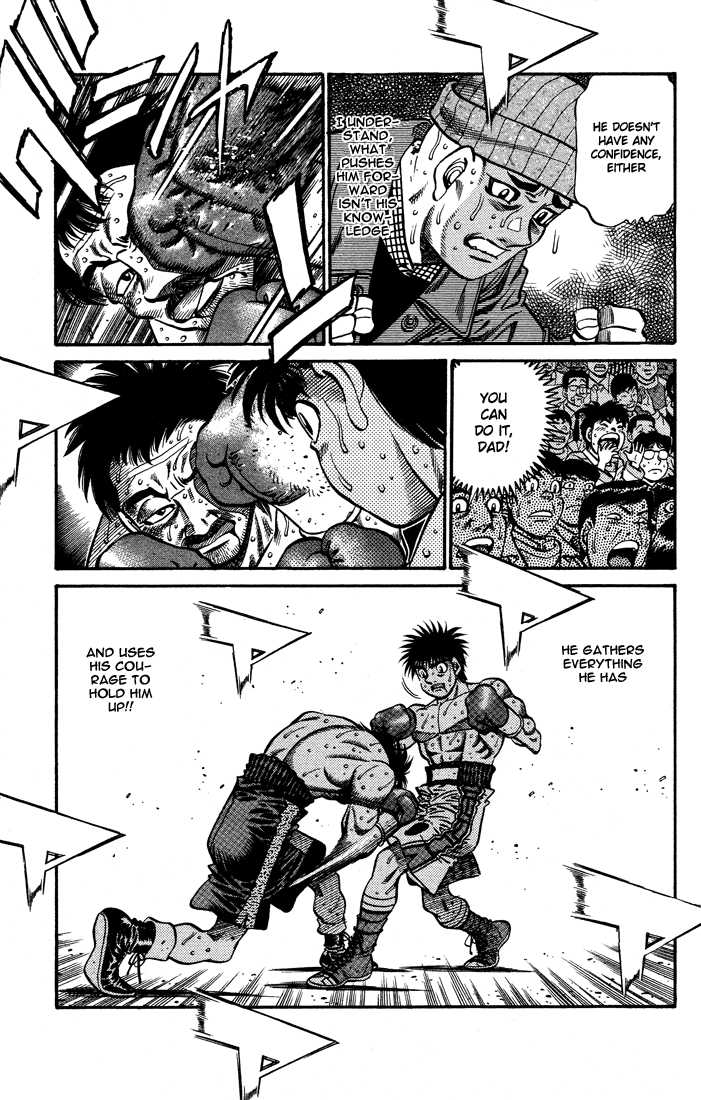 HE DOESN'T
HAVE ANY
CONFIDENCE,
EITHER
I UNDER-
STAND,
WHAT
PUSHES
HIM FOR-
WARD
ISN'T HIS
KNOW-
LEDGE
YOU
CAN
DO IT,
DAD!
HE GATHERS
EVERYTHING
HE HAS
AND USES
HIS COU-
RAGE TO
HOLD HIM
UP!!